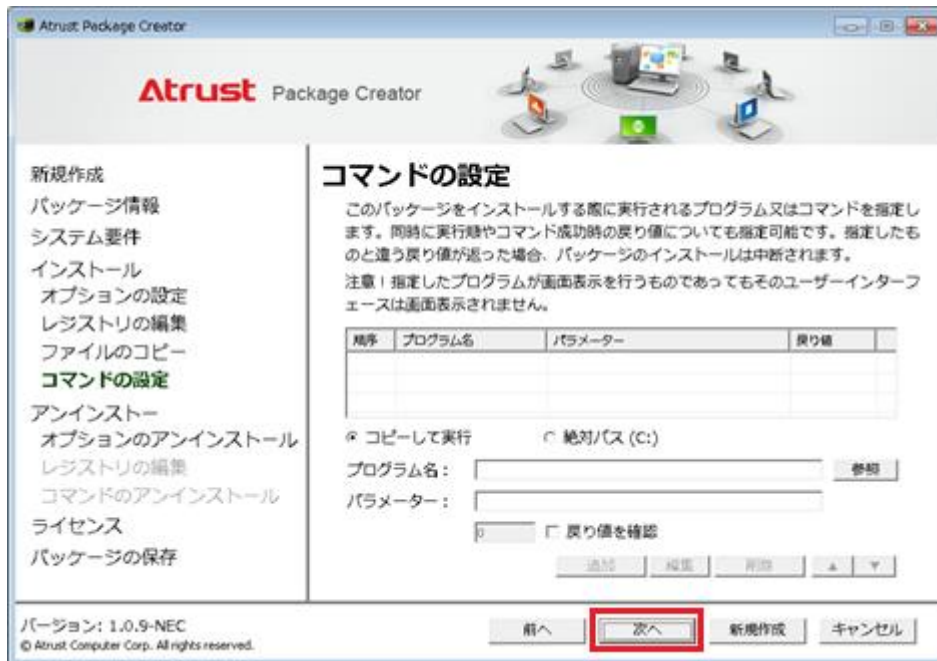 Atrust Package Creator
Atrust Package Creator
新規作成
パッケージ情報
システム要件
インストール
オプションの設定
レジストリの編集
ファイルのコピー
コマンドの設定
アンインストー
オプションのアンインストール
レジストリの編集
コマンドのアンインストール
ライセンス
パッケージの保存
コマンドの設定
このパッケージをインストールする際に実行されるプログラム又はコマンドを指定し
ます。同時に実行順やコマンド成功時の戻り値についても指定可能です。指定したも
のと違う戻り値が返った場合、パッケージのインストールは中断されます。
注意！指定したプログラムが画面表示を行うものであってもそのユーザーインターフ
ェースは画面表示されません。
順序 プログラム名 パラメーター 戻り値
コピーして実行 絶対パス (C:)
プログラム名： 参照
パラメーター：
0 戻り値を確認
追加 編集 削除 ▲ ▼
バージョン: 1.0.9-NEC
© Atrust Computer Corp. All rights reserved.
前へ 次へ 新規作成 キャンセル